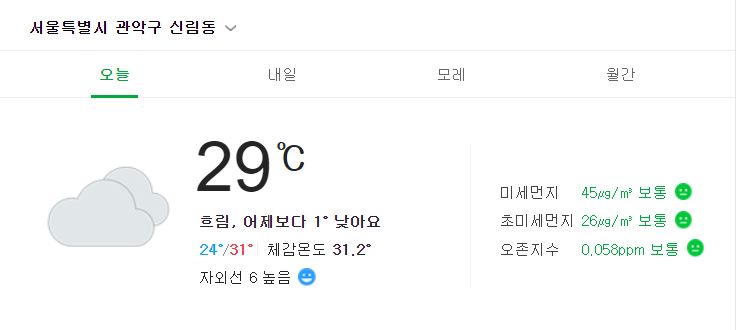 서울특별시 관악구 신림동
오늘 내일 모레 월간
29℃
흐림, 어제보다 1° 낮아요
24°/31° 체감온도 31.2°
자외선 6 높음
미세먼지 45㎍/㎥ 보통
초미세먼지 26㎍/㎥ 보통
오존지수 0.058ppm 보통